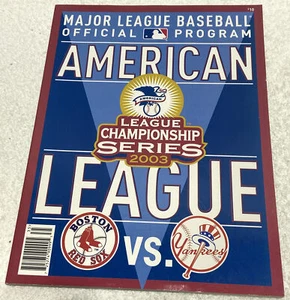 MAJOR LEAGUE BASEBALL
OFFICIAL PROGRAM
AMERICAN
AMERICAN
LEAGUE
CHAMPIONSHIP
SERIES
2003
LEAGUE
BOSTON
RED SOX
VS.
Yankees